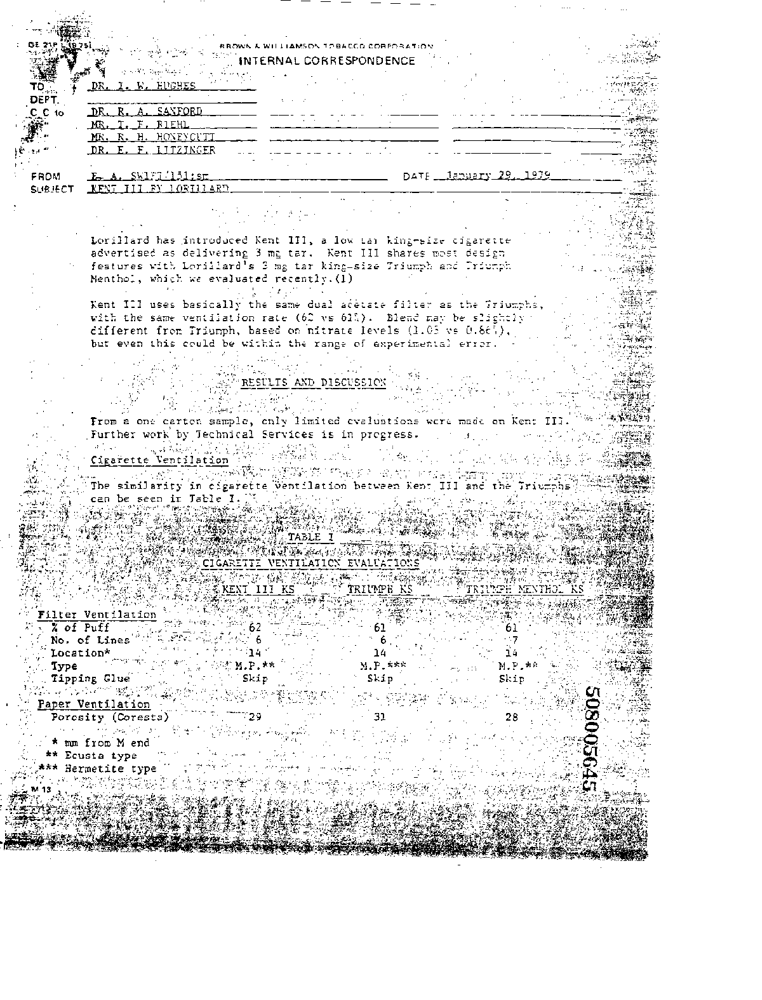 BROWN & WILLIAMSON TOBACCO CORPORATION
INTERNAL CORRESPONDENCE
TO DR. I. W. HUGHES
DEPT.
C C to DR. R. A. SANFORD
MR. I. F. RIEHL
MR. R. H. HONEYCUTT
DR. E. F. LITZINGER
FROM E. A.
DATE January 29, 1979
SUBJECT KENT III BY LORILLARD
Lorillard has introduced Kent III, a low tar king-size cigarette
advertised as delivering 3 mg tar. Kent III shares most design
features with Lorillard's 3 mg tar king-size Triumph and Triumph
Menthol, which we evaluated recently.(1)
Kent III uses basically the same dual acetate filter as the Triumphs,
with the same ventilation rate (62 vs 61%). Blend may be slightly
different from Triumph, based on nitrate levels (1.03 vs 0.86%),
but even this could be within the range of experimental error.
RESULTS AND DISCUSSION
From a one carton sample, only limited evaluations were made on Kent III.
Further work by Technical Services is in progress.
Cigarette Ventilation
The similarity in cigarette ventilation between Kent III and the Triumphs
can be seen in Table I.
TABLE I
CIGARETTE VENTILATION EVALUATIONS
KENT III KS TRIUMPH KS TRIUMPH MENTHOL KS
Filter Ventilation
% of Puff 62 61 61
No. of Lines 6 6 7
Location* 14 14 14
Type M.P.** M.P.*** M.P.**
Tipping Glue Skip Skip Skip
Paper Ventilation
Porosity (Corests) 29 31 28
* mm from M end
** Ecusta type
*** Hermetite type
M 13
508005645